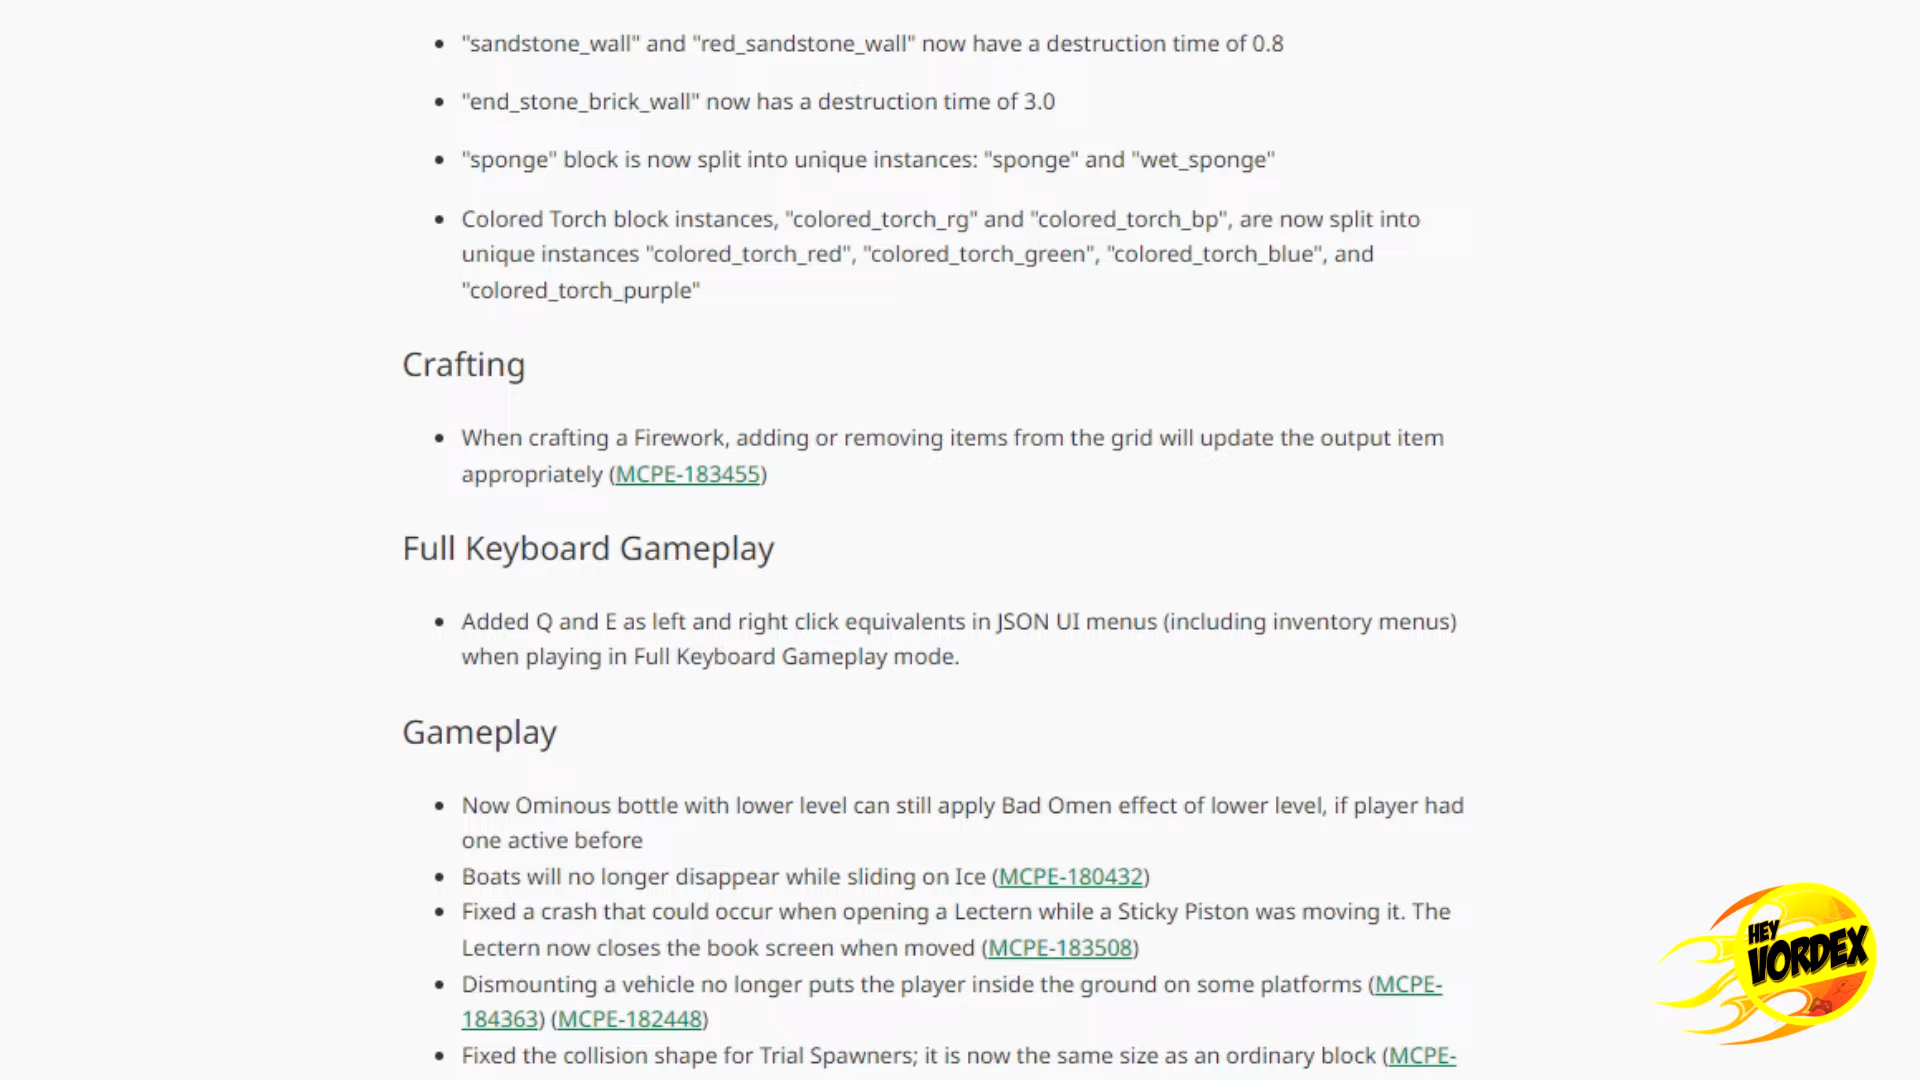 "sandstone_wall" and "red_sandstone_wall" now have a destruction time of 0.8
"end_stone_brick_wall" now has a destruction time of 3.0
"sponge" block is now split into unique instances: "sponge" and "wet_sponge"
Colored Torch block instances, "colored_torch_rg" and "colored_torch_bp", are now split into
unique instances "colored_torch_red", "colored_torch_green", "colored_torch_blue", and
"colored_torch_purple"
Crafting
When crafting a Firework, adding or removing items from the grid will update the output item
appropriately (MCPE-183455)
Full Keyboard Gameplay
Added Q and E as left and right click equivalents in JSON UI menus (including inventory menus)
when playing in Full Keyboard Gameplay mode.
Gameplay
Now Ominous bottle with lower level can still apply Bad Omen effect of lower level, if player had
one active before
Boats will no longer disappear while sliding on Ice (MCPE-180432)
Fixed a crash that could occur when opening a Lectern while a Sticky Piston was moving it. The
Lectern now closes the book screen when moved (MCPE-183508)
Dismounting a vehicle no longer puts the player inside the ground on some platforms (MCPE-
184363) (MCPE-182448)
Fixed the collision shape for Trial Spawners; it is now the same size as an ordinary block (MCPE-
HEY
VORDEX